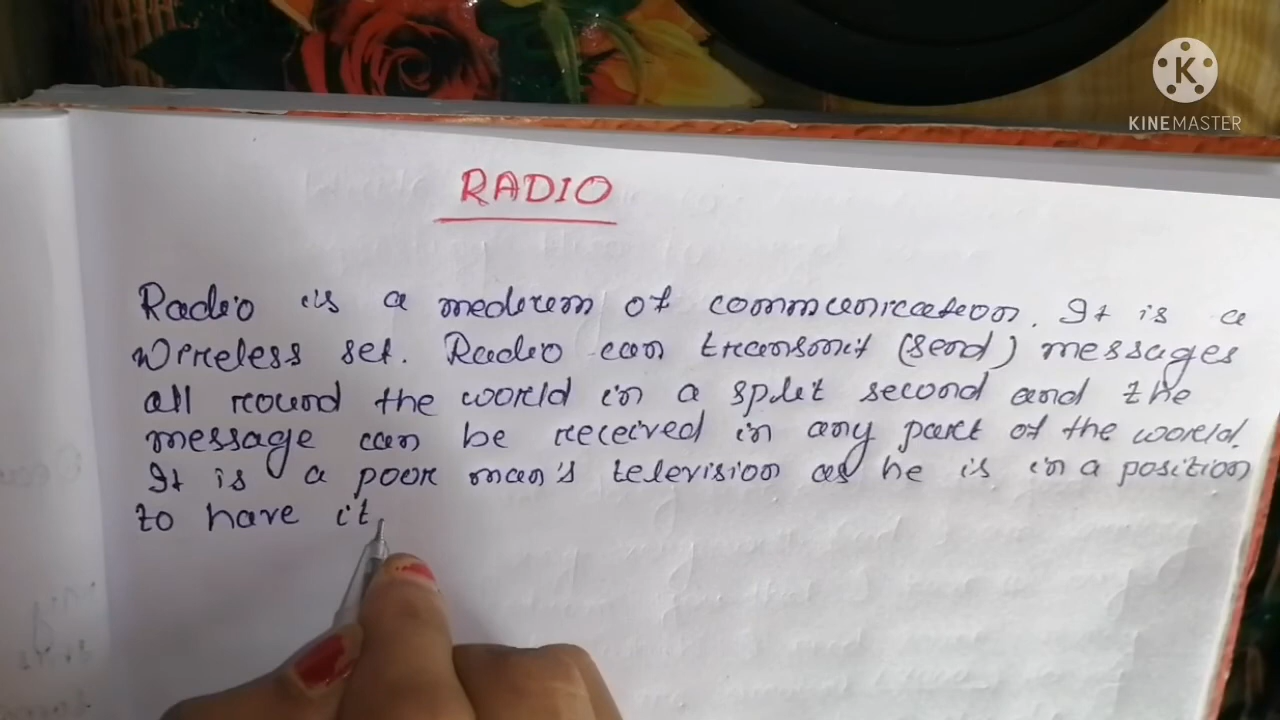 KINEMASTER
RADIO
Radio is a medium of communication. It is a
Wireless set. Radio can transmit (send) messages
all round the world in a split second and the
message can be received in any part of the world.
It is a poor man's television as he is in a position
to have it